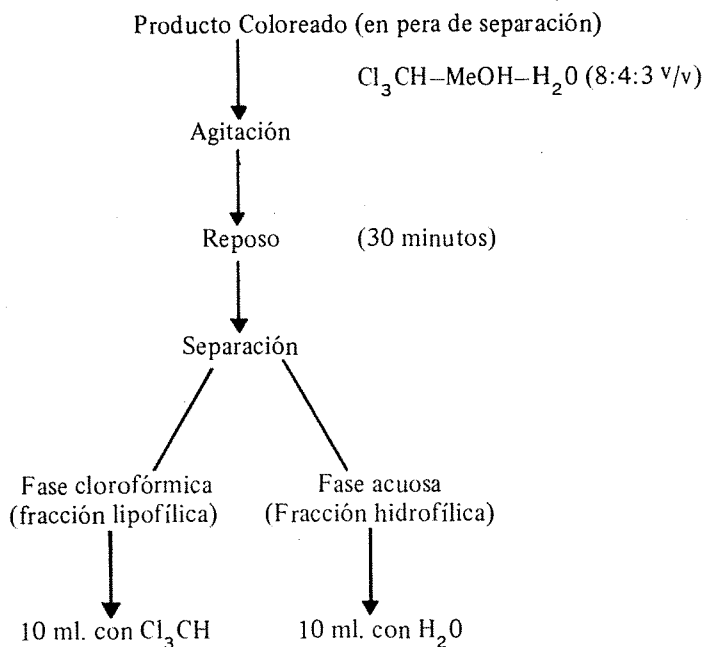 Producto Coloreado (en pera de separación)
Cl₃CH–MeOH–H₂0 (8:4:3 v/v)
Agitación
Reposo (30 minutos)
Separación
Fase clorofórmica
(fracción lipofílica)
Fase acuosa
(Fracción hidrofílica)
10 ml. con Cl₃CH
10 ml. con H₂0